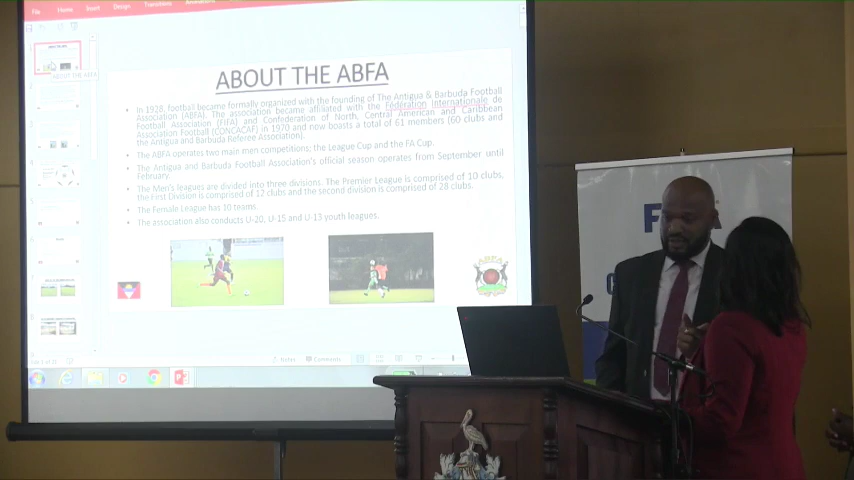 File
Home
Insert
Design
Transitions
Animations
ABOUT THE ABFA
ABOUT THE ABFA
In 1928, football became formally organized with the founding of The Antigua & Barbuda Football
Association (ABFA). The association became affiliated with the Fédération Internationale de
Football Association (FIFA) and Confederation of North, Central American and Caribbean
Association Football (CONCACAF) in 1970 and now boasts a total of 61 members (60 clubs and
the Antigua and Barbuda Referee Association).
The ABFA operates two main men competitions; the League Cup and the FA Cup.
The Antigua and Barbuda Football Association's official season operates from September until
February.
The Men's leagues are divided into three divisions. The Premier League is comprised of 10 clubs,
the First Division is comprised of 12 clubs and the second division is comprised of 28 clubs.
The Female League has 10 teams.
The association also conducts U-20, U-15 and U-13 youth leagues.
ABFA
Notes
Comments